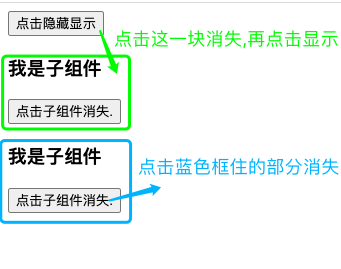 点击隐藏显示
点击这一块消失,再点击显示
我是子组件
点击子组件消失.
我是子组件
点击蓝色框住的部分消失
点击子组件消失.